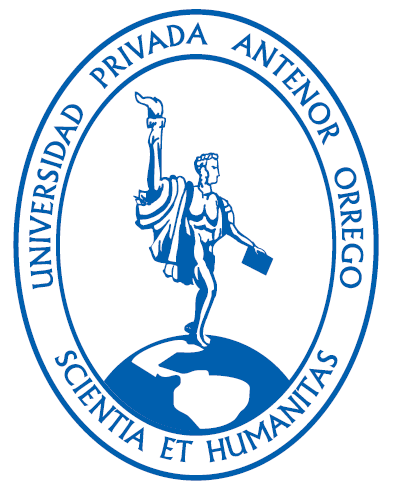 UNIVERSIDAD PRIVADA ANTENOR ORREGO
SCIENTIA ET HUMANITAS